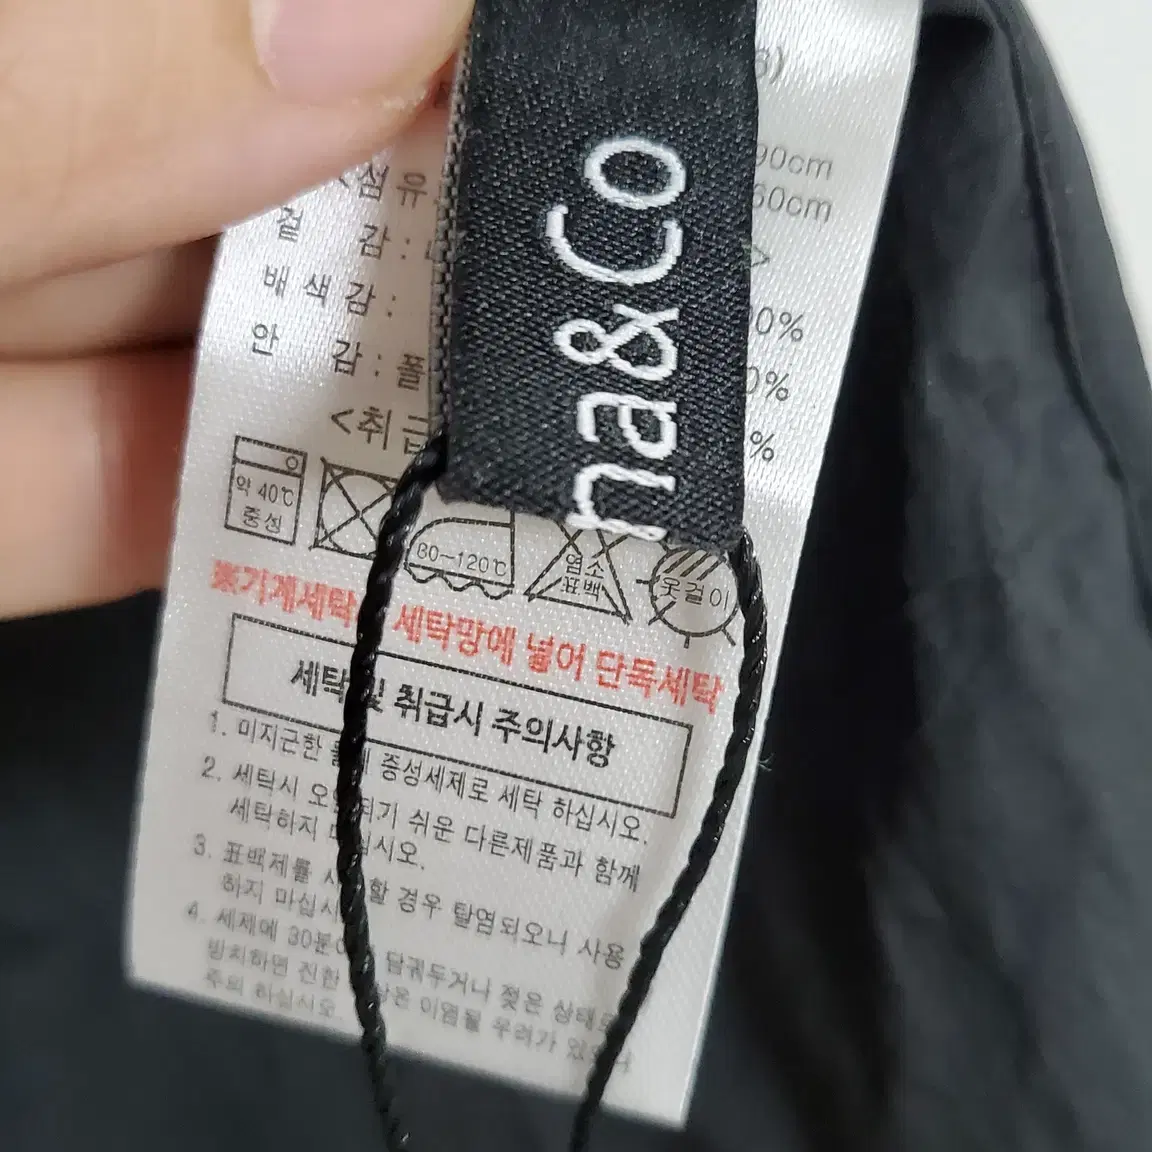 na&Co
90cm
60cm
<섬유
겉 감 :
배 색 감 :
안 감 : 폴
0%
0%
%
<취급
약 40℃
중성
80~120℃
염소
표백
옷걸이
※기계세탁 세탁망에 넣어 단독세탁
세탁 및 취급시 주의사항
1. 미지근한 물에 중성세제로 세탁 하십시오.
2. 세탁시 오염되기 쉬운 다른제품과 함께
세탁하지 마십시오.
3. 표백제를 사용할 경우 탈염되오니 사용
하지 마십시
4. 세제에 30분 담궈두거나 젖은 상태로
방치하면 진한 이염될 우려가 있으니
주의 하십시오.